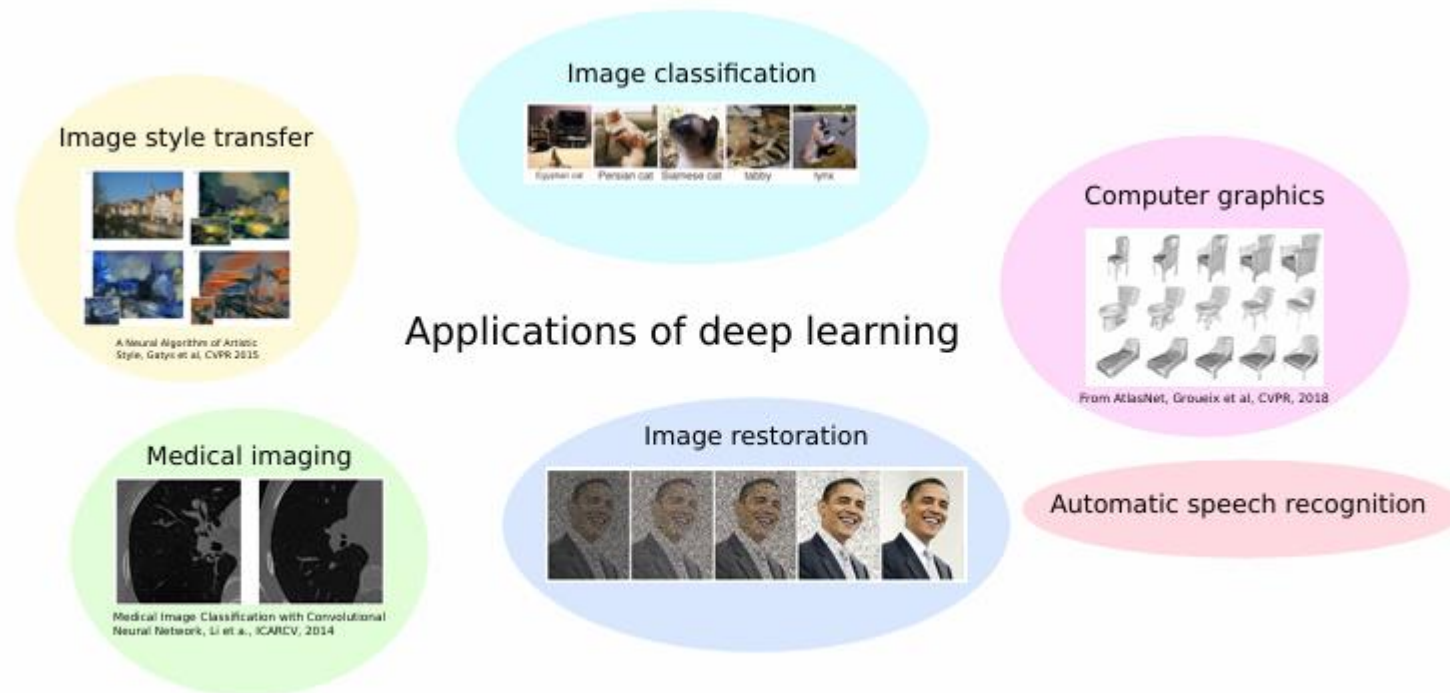 Image classification
Egyptian cat Persian cat Siamese cat tabby lynx
Image style transfer
A Neural Algorithm of Artistic
Style, Gatys et al, CVPR 2015
Computer graphics
From AtlasNet, Groueix et al, CVPR, 2018
Applications of deep learning
Medical imaging
Medical Image Classification with Convolutional
Neural Network, Li et a., ICARCV, 2014
Image restoration
Automatic speech recognition